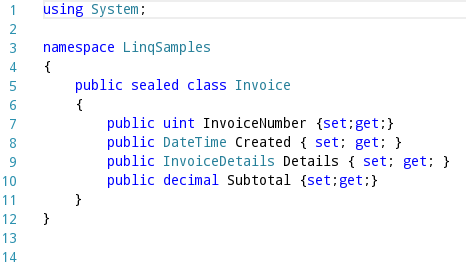 1 using System;
2
3 namespace LinqSamples
4 {
5 public sealed class Invoice
6 {
7 public uint InvoiceNumber {set;get;}
8 public DateTime Created { set; get; }
9 public InvoiceDetails Details { set; get; }
10 public decimal Subtotal {set;get;}
11 }
12 }
13
14